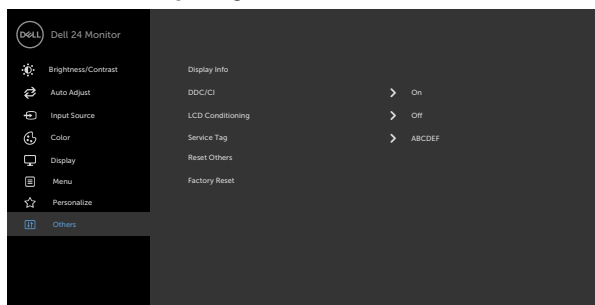 DELL Dell 24 Monitor
Brightness/Contrast Display Info
Auto Adjust DDC/CI On
Input Source LCD Conditioning Off
Color Service Tag ABCDEF
Display Reset Others
Menu Factory Reset
Personalize
Others